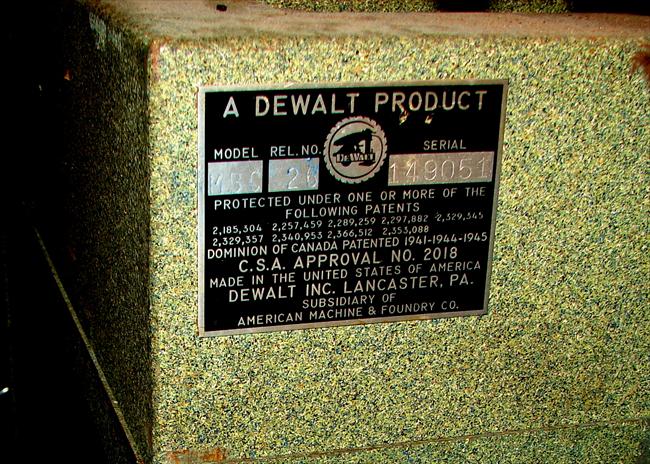 A DEWALT PRODUCT
MODEL REL. NO. SERIAL
DEWALT
MBC 26 149051
PROTECTED UNDER ONE OR MORE OF THE
FOLLOWING PATENTS
2,185,304 2,257,459 2,289,259 2,297,882 2,329,345
2,329,357 2,340,953 2,366,512 2,353,088
DOMINION OF CANADA PATENTED 1941-1944-1945
C.S.A. APPROVAL NO. 2018
MADE IN THE UNITED STATES OF AMERICA
DEWALT INC. LANCASTER, PA.
SUBSIDIARY OF
AMERICAN MACHINE & FOUNDRY CO.